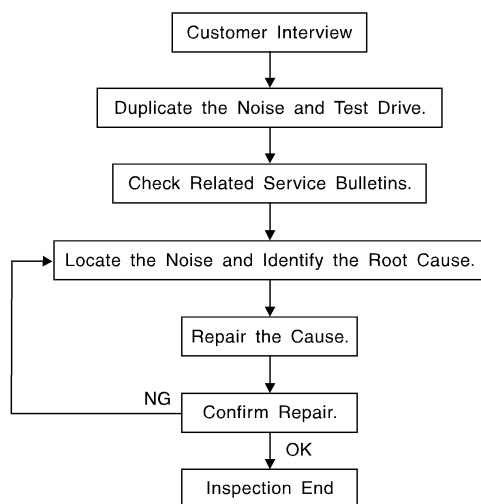 Customer Interview
Duplicate the Noise and Test Drive.
Check Related Service Bulletins.
Locate the Noise and Identify the Root Cause.
Repair the Cause.
NG
Confirm Repair.
OK
Inspection End